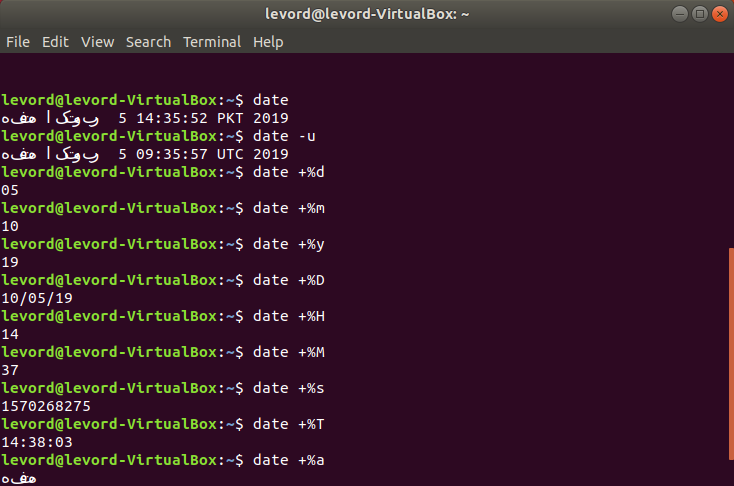 levord@levord-VirtualBox: ~
File Edit View Search Terminal Help
levord@levord-VirtualBox:~$ date
ہفتہ اکتوبر  5 14:35:52 PKT 2019
levord@levord-VirtualBox:~$ date -u
ہفتہ اکتوبر  5 09:35:57 UTC 2019
levord@levord-VirtualBox:~$ date +%d
05
levord@levord-VirtualBox:~$ date +%m
10
levord@levord-VirtualBox:~$ date +%y
19
levord@levord-VirtualBox:~$ date +%D
10/05/19
levord@levord-VirtualBox:~$ date +%H
14
levord@levord-VirtualBox:~$ date +%M
37
levord@levord-VirtualBox:~$ date +%s
1570268275
levord@levord-VirtualBox:~$ date +%T
14:38:03
levord@levord-VirtualBox:~$ date +%a
ہفتہ